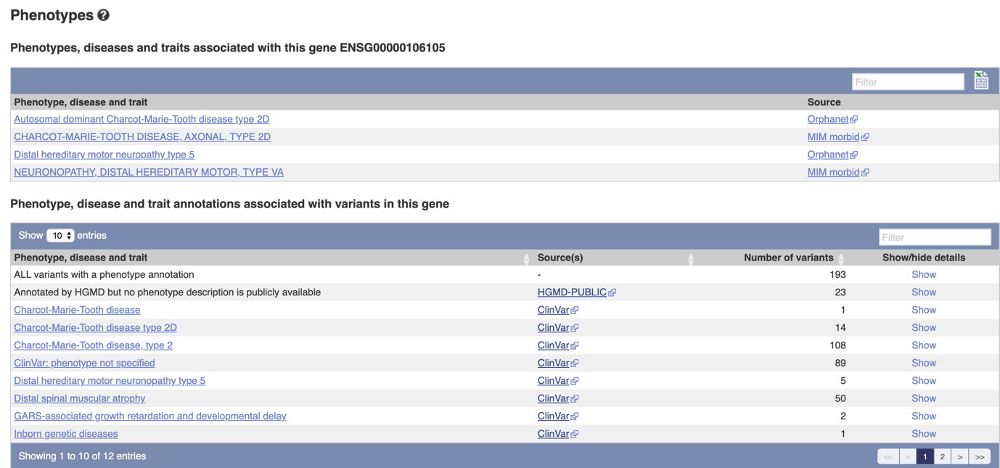 Phenotypes ?
Phenotypes, diseases and traits associated with this gene ENSG00000106105
Filter
Phenotype, disease and trait Source
Autosomal dominant Charcot-Marie-Tooth disease type 2D Orphanet
CHARCOT-MARIE-TOOTH DISEASE, AXONAL, TYPE 2D MIM morbid
Distal hereditary motor neuropathy type 5 Orphanet
NEURONOPATHY, DISTAL HEREDITARY MOTOR, TYPE VA MIM morbid
Phenotype, disease and trait annotations associated with variants in this gene
Show 10 entries Filter
Phenotype, disease and trait Source(s) Number of variants Show/hide details
ALL variants with a phenotype annotation - 193 Show
Annotated by HGMD but no phenotype description is publicly available HGMD-PUBLIC 23 Show
Charcot-Marie-Tooth disease ClinVar 1 Show
Charcot-Marie-Tooth disease type 2D ClinVar 14 Show
Charcot-Marie-Tooth disease, type 2 ClinVar 108 Show
ClinVar: phenotype not specified ClinVar 89 Show
Distal hereditary motor neuronopathy type 5 ClinVar 5 Show
Distal spinal muscular atrophy ClinVar 50 Show
GARS-associated growth retardation and developmental delay ClinVar 2 Show
Inborn genetic diseases ClinVar 1 Show
Showing 1 to 10 of 12 entries << < 1 2 > >>